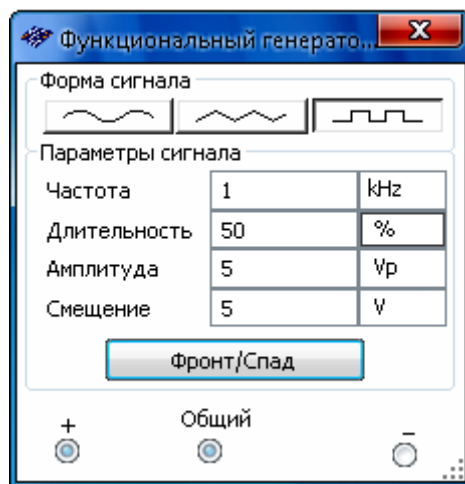 Функциональный генерато...
Форма сигнала
Параметры сигнала
Частота 1 kHz
Длительность 50 %
Амплитуда 5 Vp
Смещение 5 V
Фронт/Спад
+ Общий −